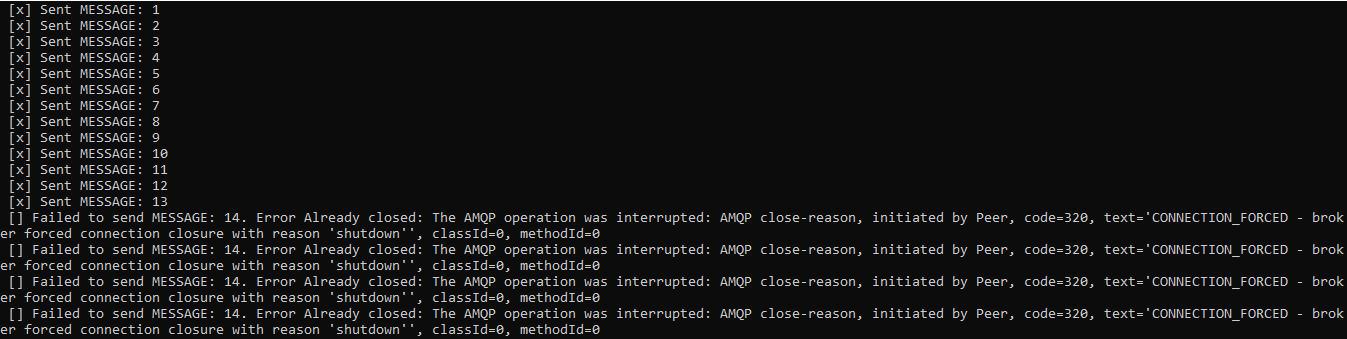 [x] Sent MESSAGE: 1
[x] Sent MESSAGE: 2
[x] Sent MESSAGE: 3
[x] Sent MESSAGE: 4
[x] Sent MESSAGE: 5
[x] Sent MESSAGE: 6
[x] Sent MESSAGE: 7
[x] Sent MESSAGE: 8
[x] Sent MESSAGE: 9
[x] Sent MESSAGE: 10
[x] Sent MESSAGE: 11
[x] Sent MESSAGE: 12
[x] Sent MESSAGE: 13
[] Failed to send MESSAGE: 14. Error Already closed: The AMQP operation was interrupted: AMQP close-reason, initiated by Peer, code=320, text='CONNECTION_FORCED - brok
er forced connection closure with reason 'shutdown'', classId=0, methodId=0
[] Failed to send MESSAGE: 14. Error Already closed: The AMQP operation was interrupted: AMQP close-reason, initiated by Peer, code=320, text='CONNECTION_FORCED - brok
er forced connection closure with reason 'shutdown'', classId=0, methodId=0
[] Failed to send MESSAGE: 14. Error Already closed: The AMQP operation was interrupted: AMQP close-reason, initiated by Peer, code=320, text='CONNECTION_FORCED - brok
er forced connection closure with reason 'shutdown'', classId=0, methodId=0
[] Failed to send MESSAGE: 14. Error Already closed: The AMQP operation was interrupted: AMQP close-reason, initiated by Peer, code=320, text='CONNECTION_FORCED - brok
er forced connection closure with reason 'shutdown'', classId=0, methodId=0